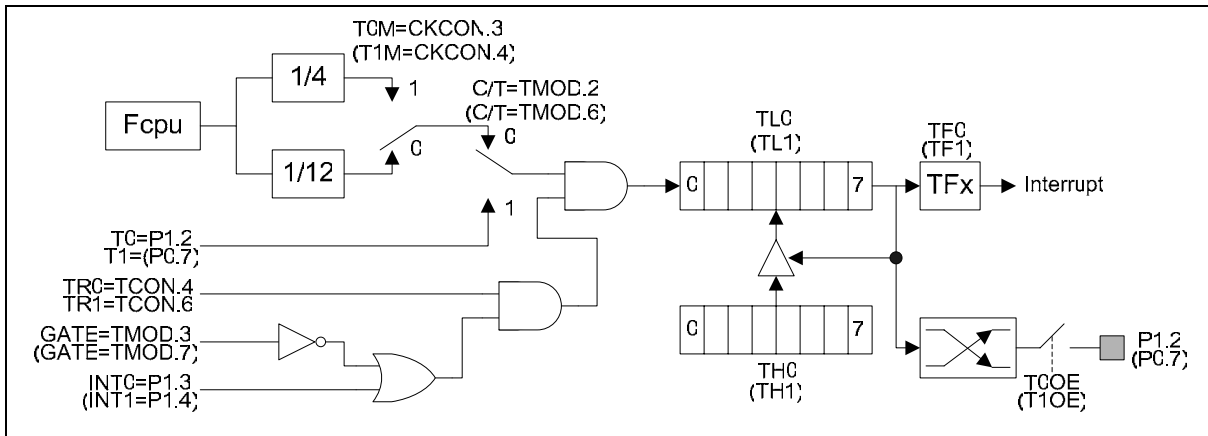 T0M=CKCON.3
(T1M=CKCON.4)
1/4
1
C/T=TMOD.2
(C/T=TMOD.6)
Fcpu
0
0
TL0
(TL1)
TF0
(TF1)
1/12
0
7
TFx
Interrupt
1
T0=P1.2
T1=(P0.7)
TR0=TCON.4
TR1=TCON.6
0
7
GATE=TMOD.3
(GATE=TMOD.7)
P1.2
(P0.7)
INT0=P1.3
(INT1=P1.4)
TH0
(TH1)
T0OE
(T1OE)